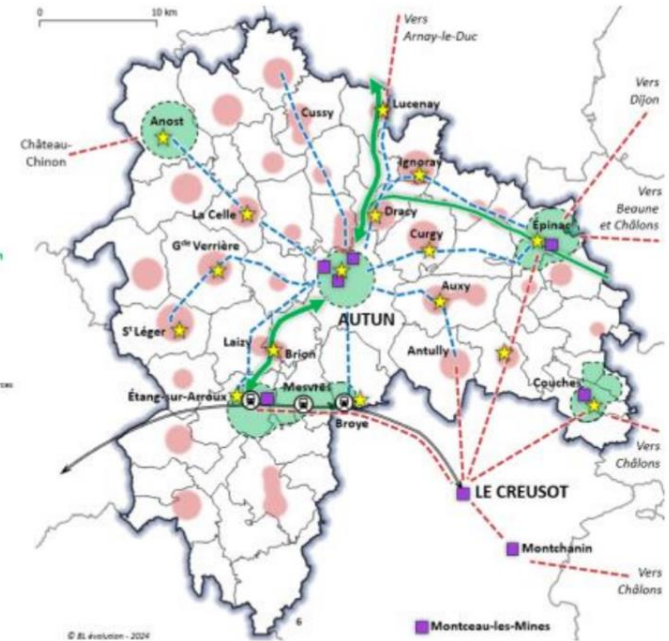 0 10 km
Vers
Arnay-le-Duc
Vers
Dijon
Lucenay
Cussy
Anost
Château-
Chinon
Ignoray
Vers
Beaune
et Châlons
La Celle
Dracy
Épinac
Curgy
Gde Verrière
Auxy
St Léger
AUTUN
Laizy
Brion
Antully
Couches
Mesvres
Étang-sur-Arroux
Broye
Vers
Châlons
LE CREUSOT
Montchanin
Vers
Châlons
6
Montceau-les-Mines
© BL évolution - 2024